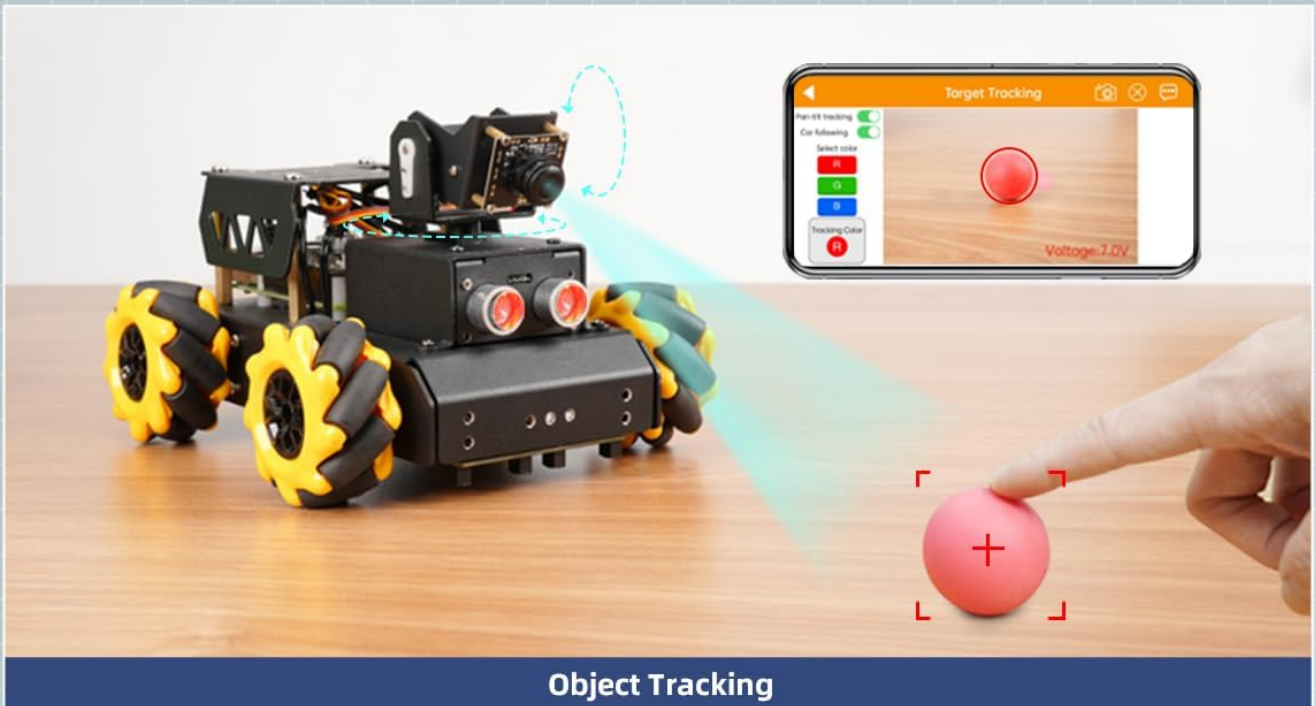 Target Tracking
Pan-tilt tracking
Car following
Select color
R
G
B
Tracking Color
R
Voltage:7.0V
Object Tracking